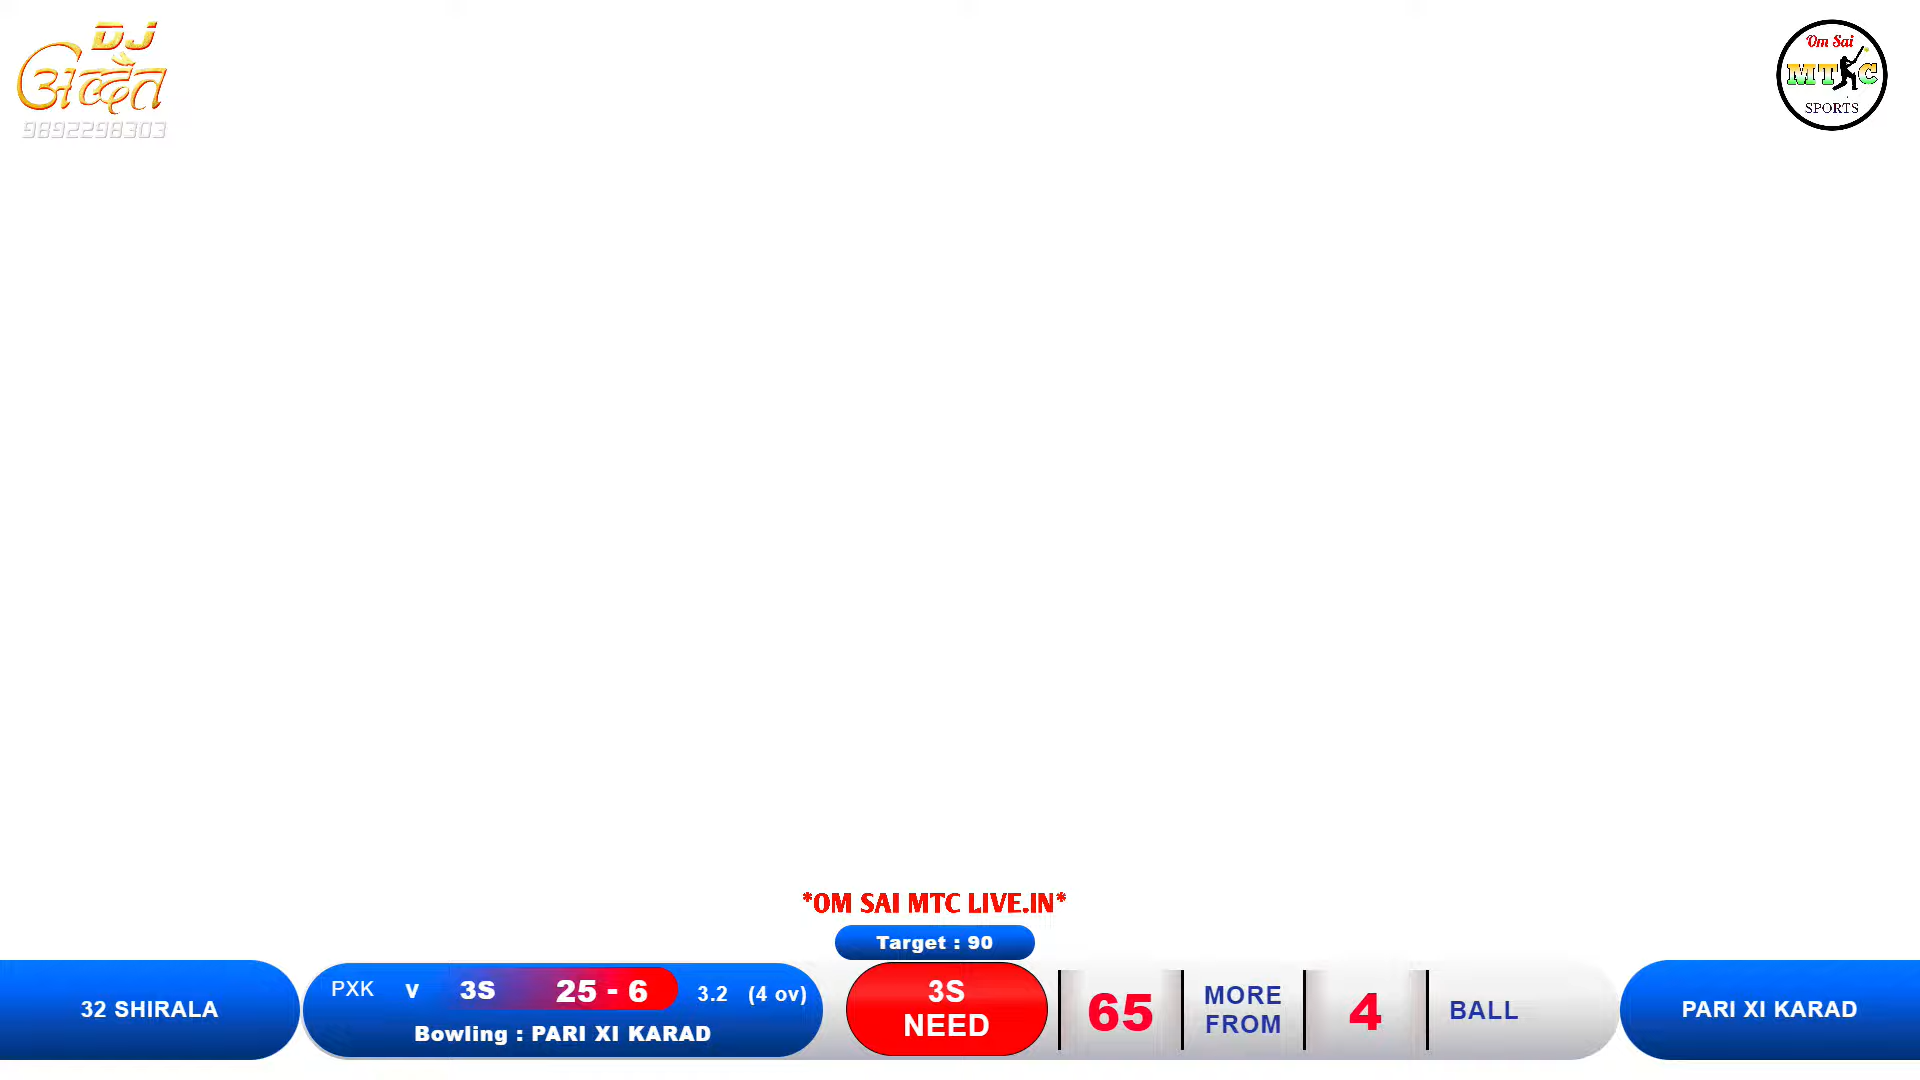 DJ
अव्दैत
9892298303
Om Sai
MTC
SPORTS
*OM SAI MTC LIVE.IN*
Target : 90
32 SHIRALA
PXK v 3S 25 - 6 3.2 (4 ov)
Bowling : PARI XI KARAD
3S
NEED
65
MORE
FROM
4
BALL
PARI XI KARAD